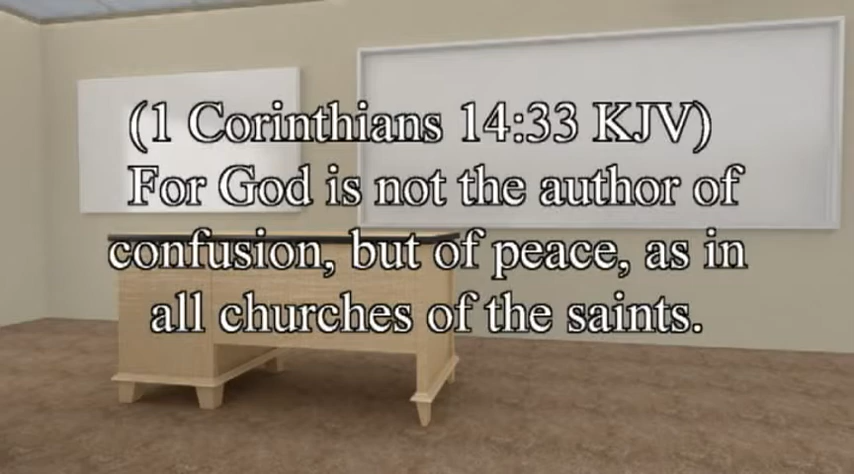 (1 Corinthians 14:33 KJV)
For God is not the author of
confusion, but of peace, as in
all churches of the saints.